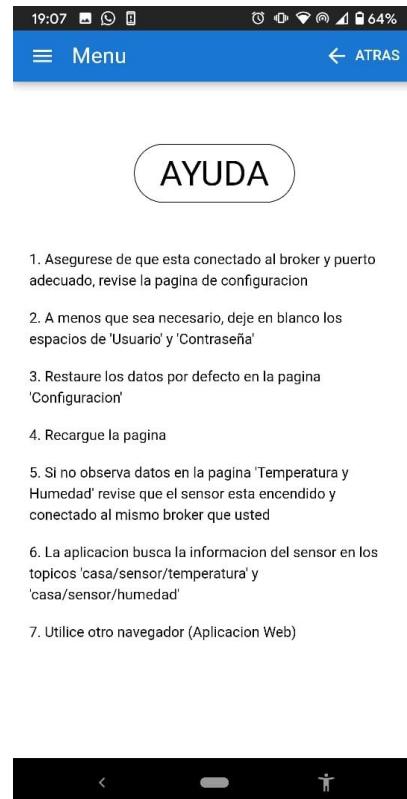 19:07 64%
Menu ATRAS
AYUDA
1. Asegurese de que esta conectado al broker y puerto
adecuado, revise la pagina de configuracion
2. A menos que sea necesario, deje en blanco los
espacios de 'Usuario' y 'Contraseña'
3. Restaure los datos por defecto en la pagina
'Configuracion'
4. Recargue la pagina
5. Si no observa datos en la pagina 'Temperatura y
Humedad' revise que el sensor esta encendido y
conectado al mismo broker que usted
6. La aplicacion busca la informacion del sensor en los
topicos 'casa/sensor/temperatura' y
'casa/sensor/humedad'
7. Utilice otro navegador (Aplicacion Web)